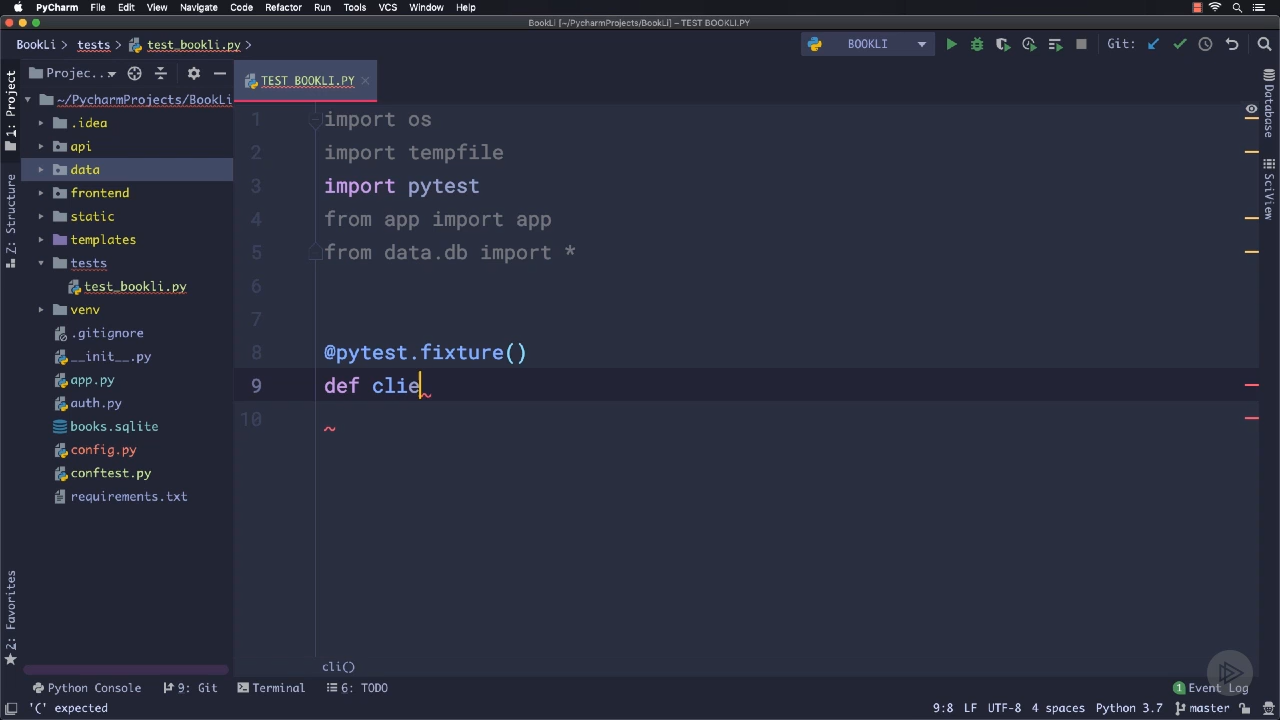 PyCharm File Edit View Navigate Code Refactor Run Tools VCS Window Help
BookLi [~/PycharmProjects/BookLi] – TEST BOOKLI.PY
BookLi tests test_bookli.py BOOKLI Git:
Projec.. TEST BOOKLI.PY
~/PycharmProjects/BookLi
.idea
api
data
frontend
static
templates
tests
test_bookli.py
venv
.gitignore
__init__.py
app.py
auth.py
books.sqlite
config.py
conftest.py
requirements.txt
1: Project
Z: Structure
2: Favorites
1 import os
2 import tempfile
3 import pytest
4 from app import app
5 from data.db import *
6
7
8 @pytest.fixture()
9 def clie
10
cli()
Database
SciView
Python Console 9: Git Terminal 6: TODO 1 Event Log
'(' expected 9:8 LF UTF-8 4 spaces Python 3.7 master